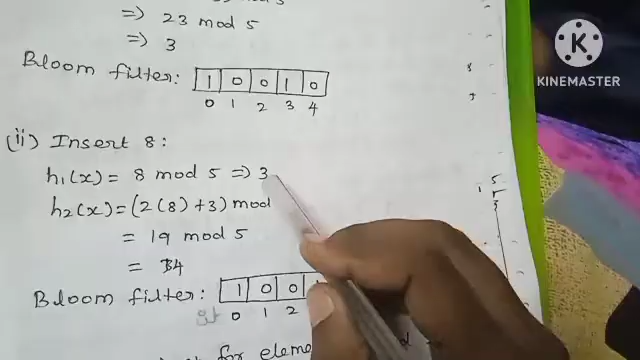 => 23 mod 5
=> 3
Bloom filter: 1 0 0 1 0
0 1 2 3 4
(ii) Insert 8:
h₁(x) = 8 mod 5 => 3
h₂(x) = (2(8)+3) mod
= 19 mod 5
= 4
Bloom filter: 1 0 0
0 1 2
for
KINEMASTER